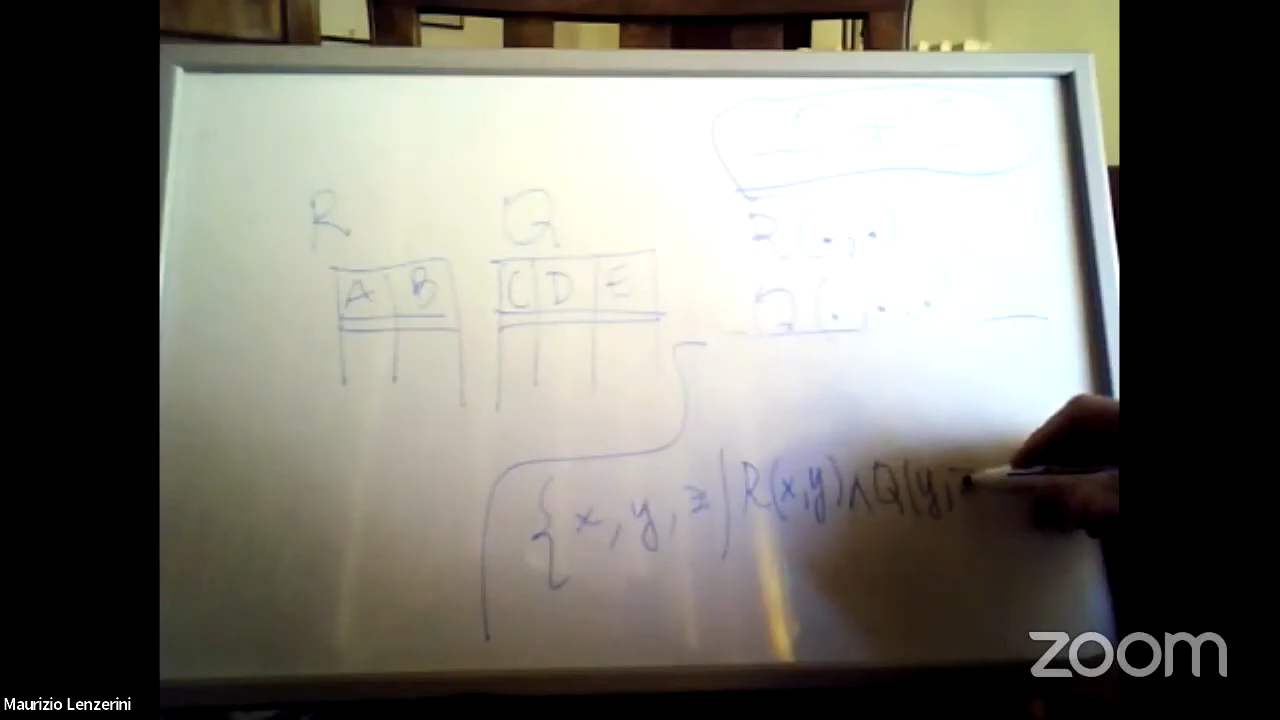 R Q
A B C D E
R(.,.)
Q(.,.,.)
{x, y, z | R(x,y) ∧ Q(y, z
zoom
Maurizio Lenzerini